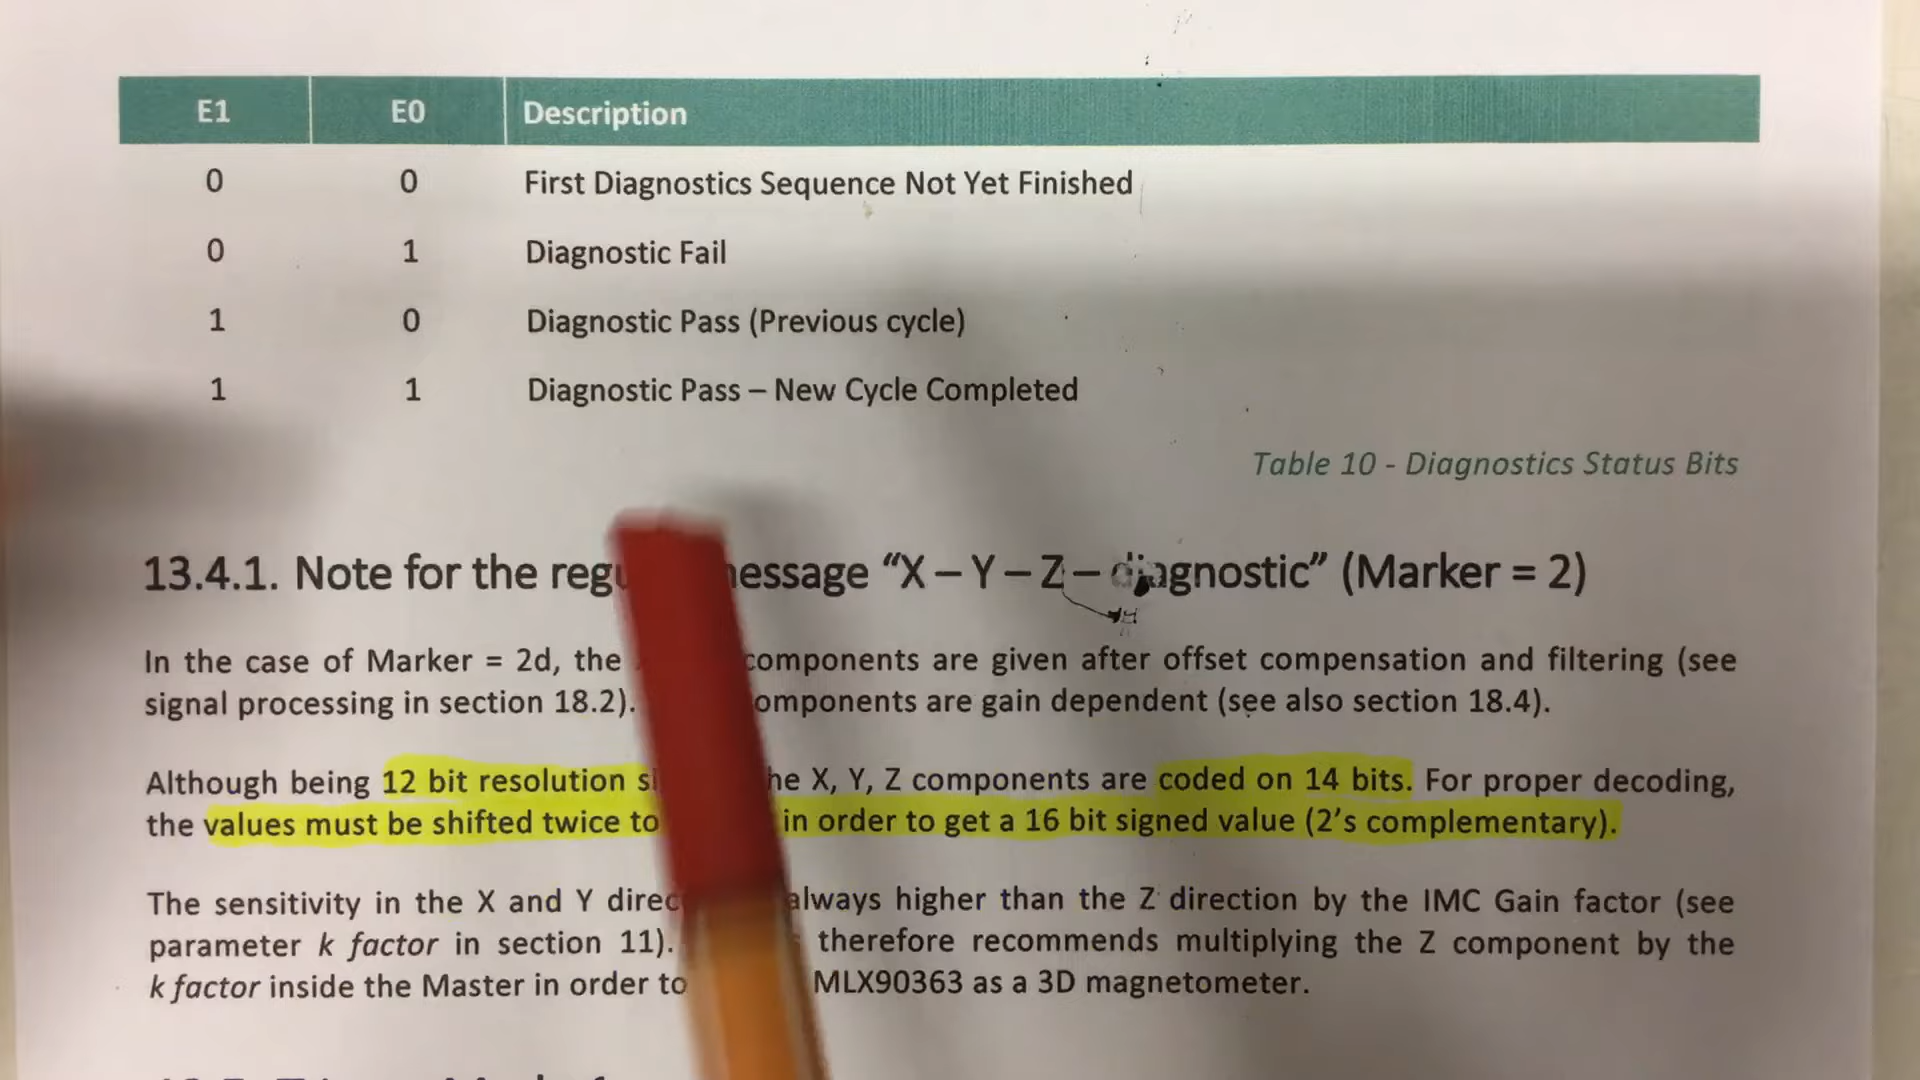 E1 E0 Description
0 0 First Diagnostics Sequence Not Yet Finished
0 1 Diagnostic Fail
1 0 Diagnostic Pass (Previous cycle)
1 1 Diagnostic Pass – New Cycle Completed
Table 10 - Diagnostics Status Bits
13.4.1. Note for the "X – Y – Z – diagnostic" (Marker = 2)
In the case of Marker = 2d, the components are given after offset compensation and filtering (see
signal processing in section 18.2). components are gain dependent (see also section 18.4).
Although being 12 bit resolution X, Y, Z components are coded on 14 bits. For proper decoding,
the values must be shifted twice to in order to get a 16 bit signed value (2's complementary).
The sensitivity in the X and Y always higher than the Z direction by the IMC Gain factor (see
parameter k factor in section 11). therefore recommends multiplying the Z component by the
k factor inside the Master in order to MLX90363 as a 3D magnetometer.